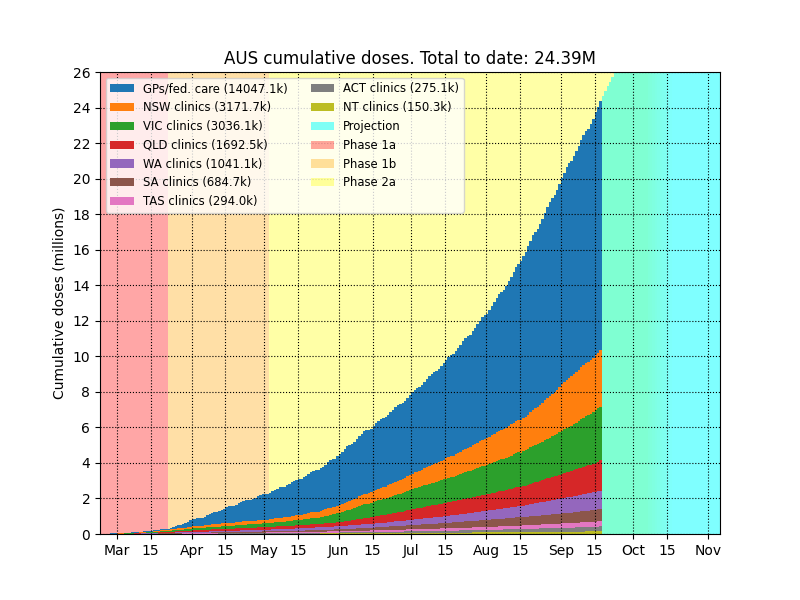 AUS cumulative doses. Total to date: 24.39M
Cumulative doses (millions)
26
24
22
20
18
16
14
12
10
8
6
4
2
0
GPs/fed. care (14047.1k)
NSW clinics (3171.7k)
VIC clinics (3036.1k)
QLD clinics (1692.5k)
WA clinics (1041.1k)
SA clinics (684.7k)
TAS clinics (294.0k)
ACT clinics (275.1k)
NT clinics (150.3k)
Projection
Phase 1a
Phase 1b
Phase 2a
Mar 15 Apr 15 May 15 Jun 15 Jul 15 Aug 15 Sep 15 Oct 15 Nov